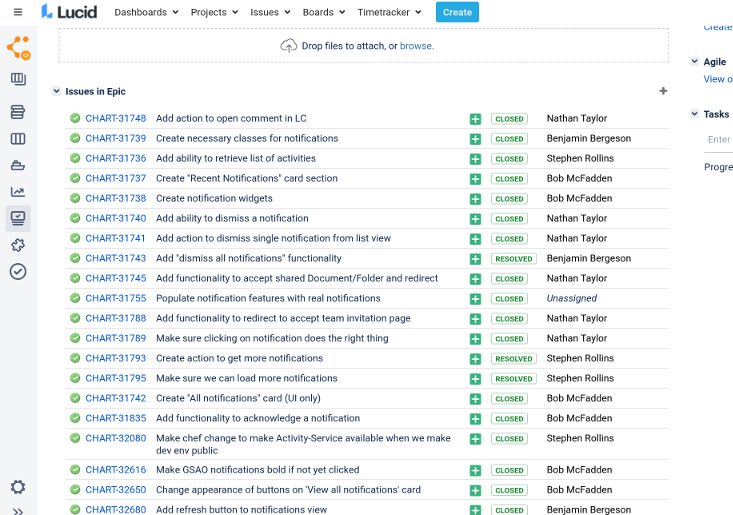 Lucid Dashboards Projects Issues Boards Timetracker Create
Create
Drop files to attach, or browse.
Agile
View o
Issues in Epic
Tasks
Enter
Progre
CHART-31748 Add action to open comment in LC CLOSED Nathan Taylor
CHART-31739 Create necessary classes for notifications CLOSED Benjamin Bergeson
CHART-31736 Add ability to retrieve list of activities CLOSED Stephen Rollins
CHART-31737 Create "Recent Notifications" card section CLOSED Bob McFadden
CHART-31738 Create notification widgets CLOSED Bob McFadden
CHART-31740 Add ability to dismiss a notification CLOSED Nathan Taylor
CHART-31741 Add action to dismiss single notification from list view CLOSED Nathan Taylor
CHART-31743 Add "dismiss all notifications" functionality RESOLVED Benjamin Bergeson
CHART-31745 Add functionality to accept shared Document/Folder and redirect CLOSED Nathan Taylor
CHART-31755 Populate notification features with real notifications CLOSED Unassigned
CHART-31788 Add functionality to redirect to accept team invitation page CLOSED Nathan Taylor
CHART-31789 Make sure clicking on notification does the right thing CLOSED Nathan Taylor
CHART-31793 Create action to get more notifications RESOLVED Stephen Rollins
CHART-31795 Make sure we can load more notifications RESOLVED Stephen Rollins
CHART-31742 Create "All notifications" card (UI only) CLOSED Bob McFadden
CHART-31835 Add functionality to acknowledge a notification CLOSED Bob McFadden
CHART-32080 Make chef change to make Activity-Service available when we make CLOSED Stephen Rollins
dev env public
CHART-32616 Make GSAO notifications bold if not yet clicked CLOSED Bob McFadden
CHART-32650 Change appearance of buttons on 'View all notifications' card CLOSED Bob McFadden
CHART-32680 Add refresh button to notifications view CLOSED Benjamin Bergeson